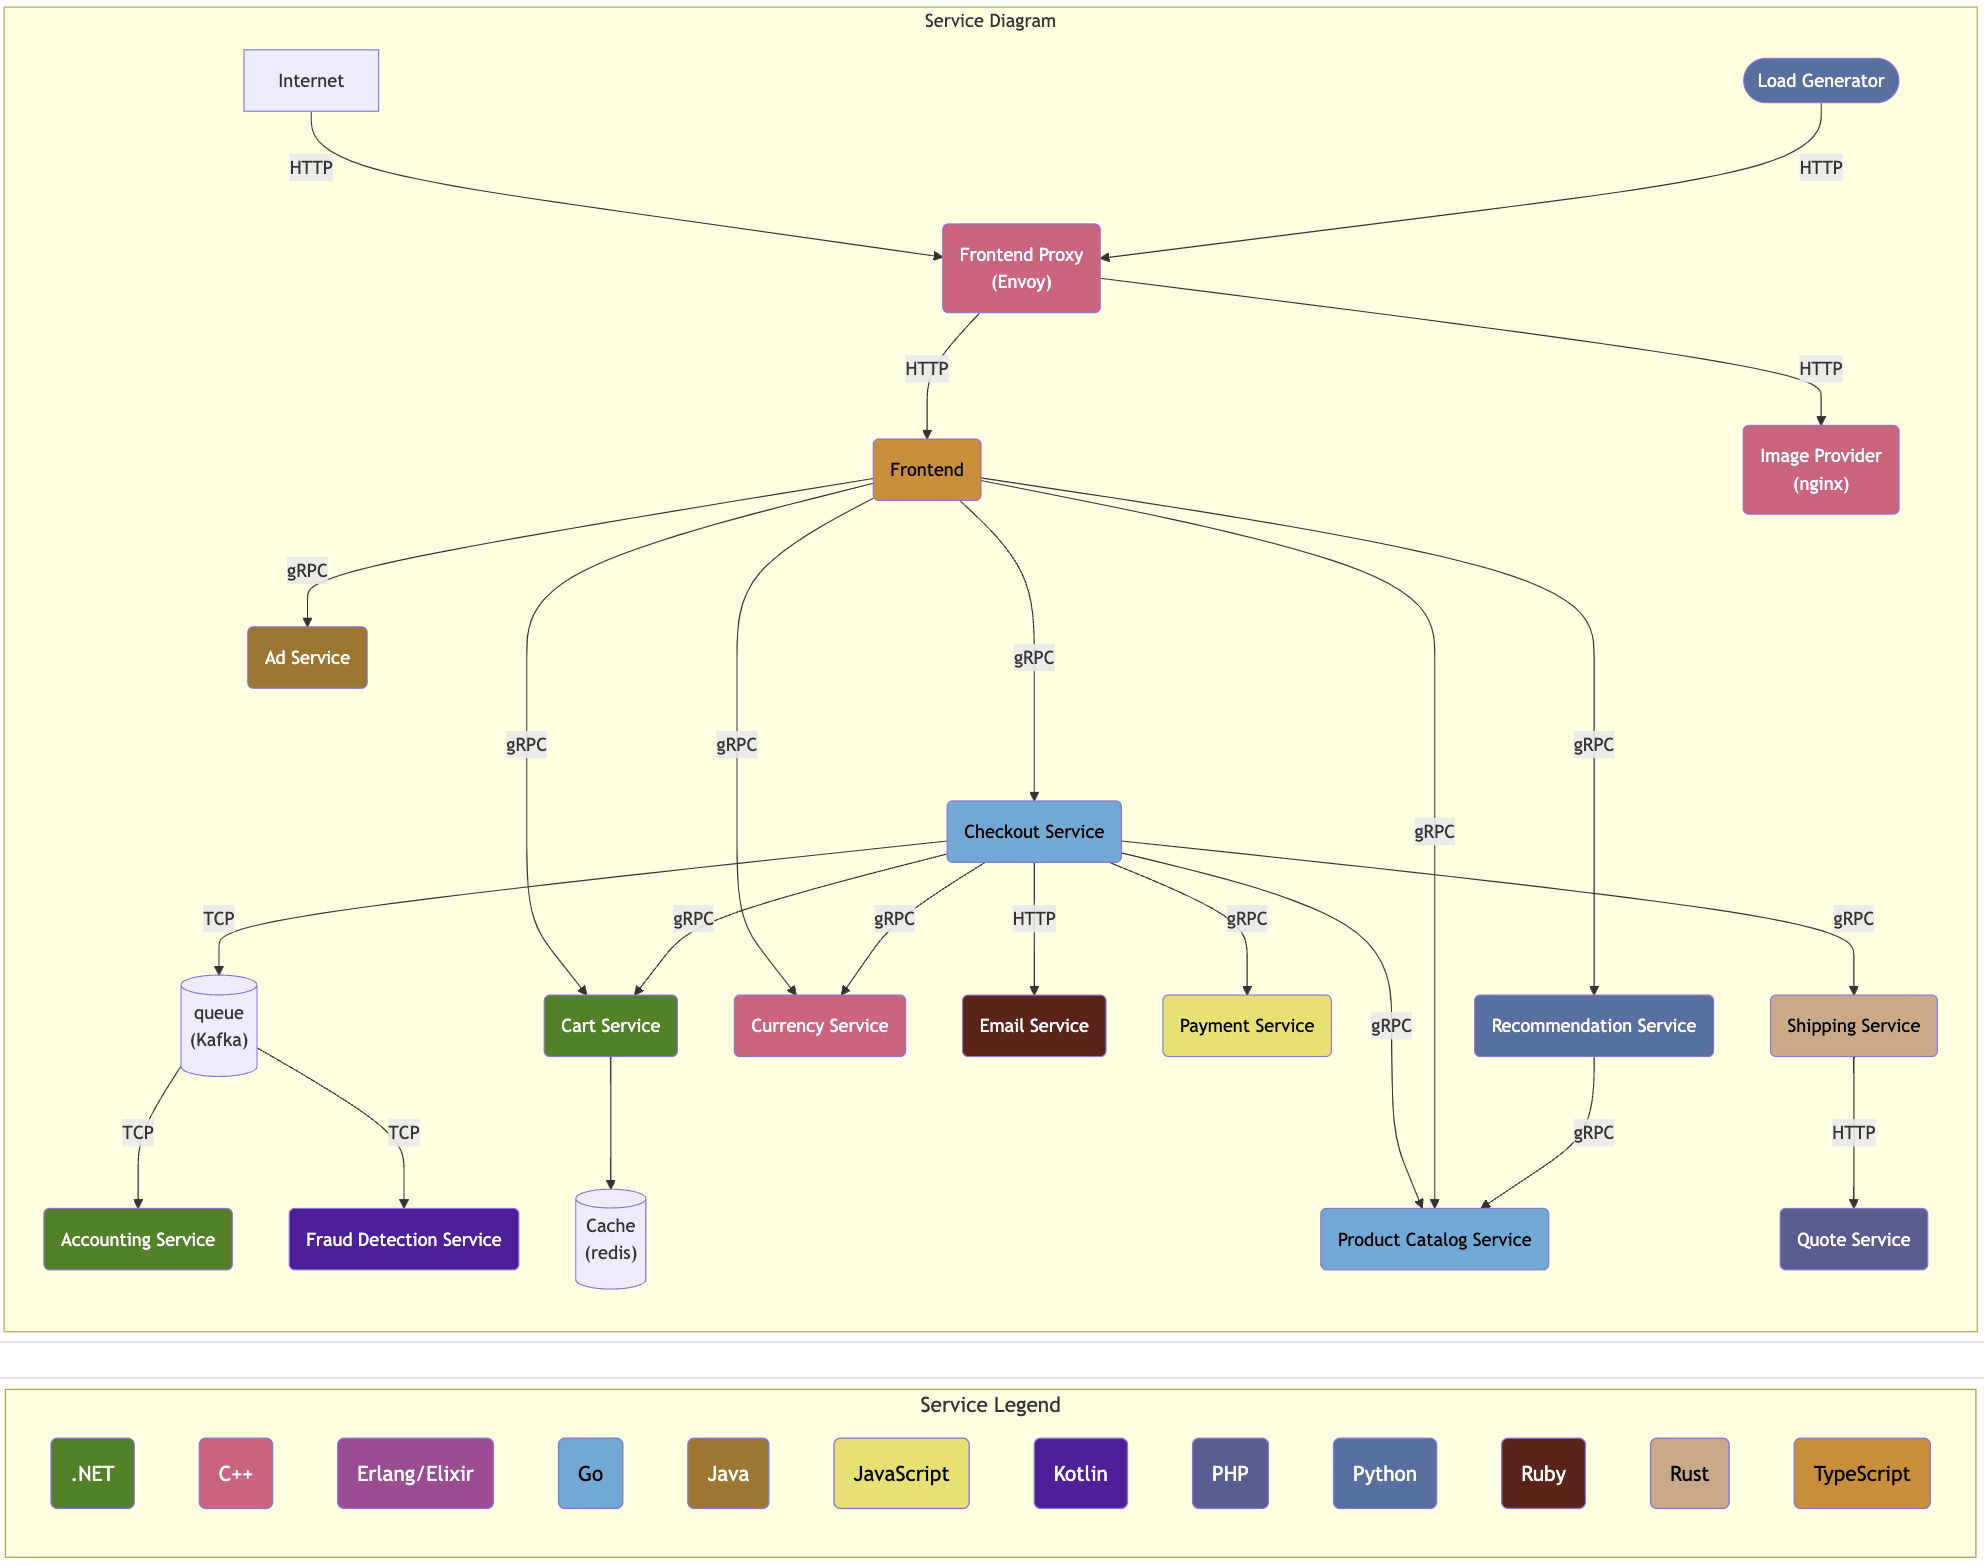 Service Diagram
Internet
Load Generator
HTTP
HTTP
Frontend Proxy
(Envoy)
HTTP
HTTP
Frontend
Image Provider
(nginx)
gRPC
Ad Service
gRPC
gRPC
gRPC
gRPC
Checkout Service
gRPC
TCP
gRPC
gRPC
HTTP
gRPC
gRPC
queue
(Kafka)
Cart Service
Currency Service
Email Service
Payment Service
gRPC
Recommendation Service
Shipping Service
TCP
TCP
gRPC
HTTP
Accounting Service
Fraud Detection Service
Cache
(redis)
Product Catalog Service
Quote Service
Service Legend
.NET
C++
Erlang/Elixir
Go
Java
JavaScript
Kotlin
PHP
Python
Ruby
Rust
TypeScript